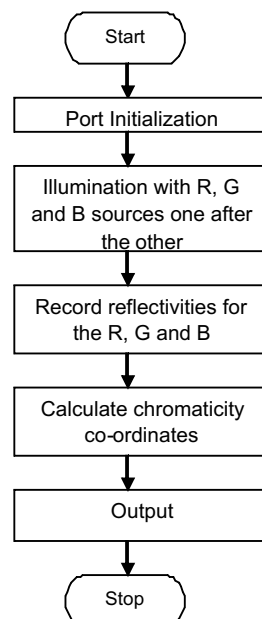 Start
Port Initialization
Illumination with R, G
and B sources one after
the other
Record reflectivities for
the R, G and B
Calculate chromaticity
co-ordinates
Output
Stop